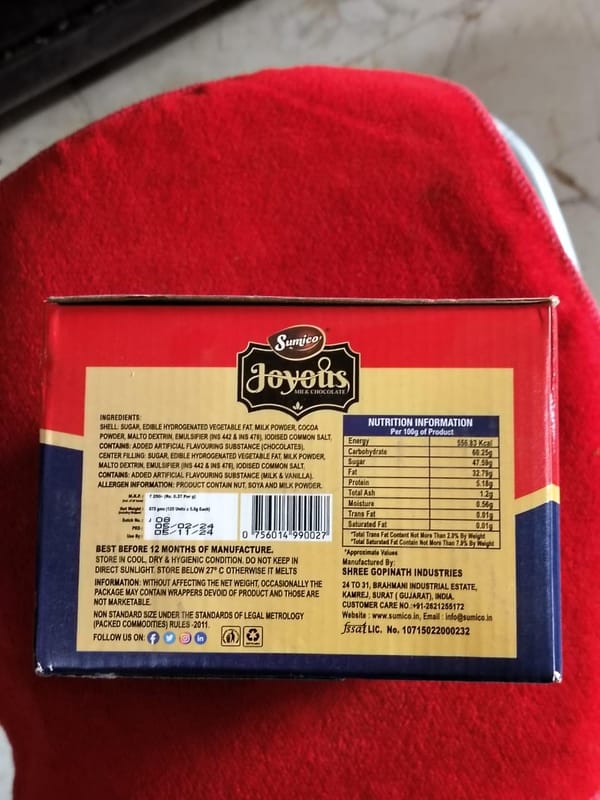 Sumico
Joyous
MILK CHOCOLATE
INGREDIENTS:
SHELL: SUGAR, EDIBLE HYDROGENATED VEGETABLE FAT, MILK POWDER, COCOA
POWDER, MALTO DEXTRIN, EMULSIFIER (INS 442 & INS 476), IODISED COMMON SALT,
CONTAINS: ADDED ARTIFICIAL FLAVOURING SUBSTANCE (CHOCOLATES).
CENTER FILLING: SUGAR, EDIBLE HYDROGENATED VEGETABLE FAT, MILK POWDER,
MALTO DEXTRIN, EMULSIFIER (INS 442 & INS 476), IODISED COMMON SALT,
CONTAINS: ADDED ARTIFICIAL FLAVOURING SUBSTANCE (MILK & VANILLA).
ALLERGEN INFORMATION: PRODUCT CONTAIN NUT, SOYA AND MILK POWDER.
M.R.P.:
Net Weight:
Batch No.: J 08
PKD: 06/02/24
Use By: 05/11/24
0 756014 990027
BEST BEFORE 12 MONTHS OF MANUFACTURE.
STORE IN COOL, DRY & HYGIENIC CONDITION. DO NOT KEEP IN
DIRECT SUNLIGHT. STORE BELOW 27° C OTHERWISE IT MELTS
INFORMATION: WITHOUT AFFECTING THE NET WEIGHT, OCCASIONALLY THE
PACKAGE MAY CONTAIN WRAPPERS DEVOID OF PRODUCT AND THOSE ARE
NOT MARKETABLE.
NON STANDARD SIZE UNDER THE STANDARDS OF LEGAL METROLOGY
(PACKED COMMODITIES) RULES -2011.
FOLLOW US ON:
NUTRITION INFORMATION
Per 100g of Product
Energy 556.83 Kcal
Carbohydrate 60.25g
Sugar 47.59g
Fat 32.79g
Protein 5.18g
Total Ash 1.2g
Moisture 0.56g
Trans Fat 0.01g
Saturated Fat 0.01g
*Total Trans Fat Content Not More Than 2.0% By Weight
*Total Saturated Fat Content Not More Than 7.9% By Weight
*Approximate Values
Manufactured By:
SHREE GOPINATH INDUSTRIES
24 TO 31, BRAHMANI INDUSTRIAL ESTATE,
KAMREJ, SURAT (GUJARAT), INDIA.
CUSTOMER CARE NO.:+91-2621255172
Website : www.sumico.in, Email : info@sumico.in
fssai LIC. No. 10715022000232